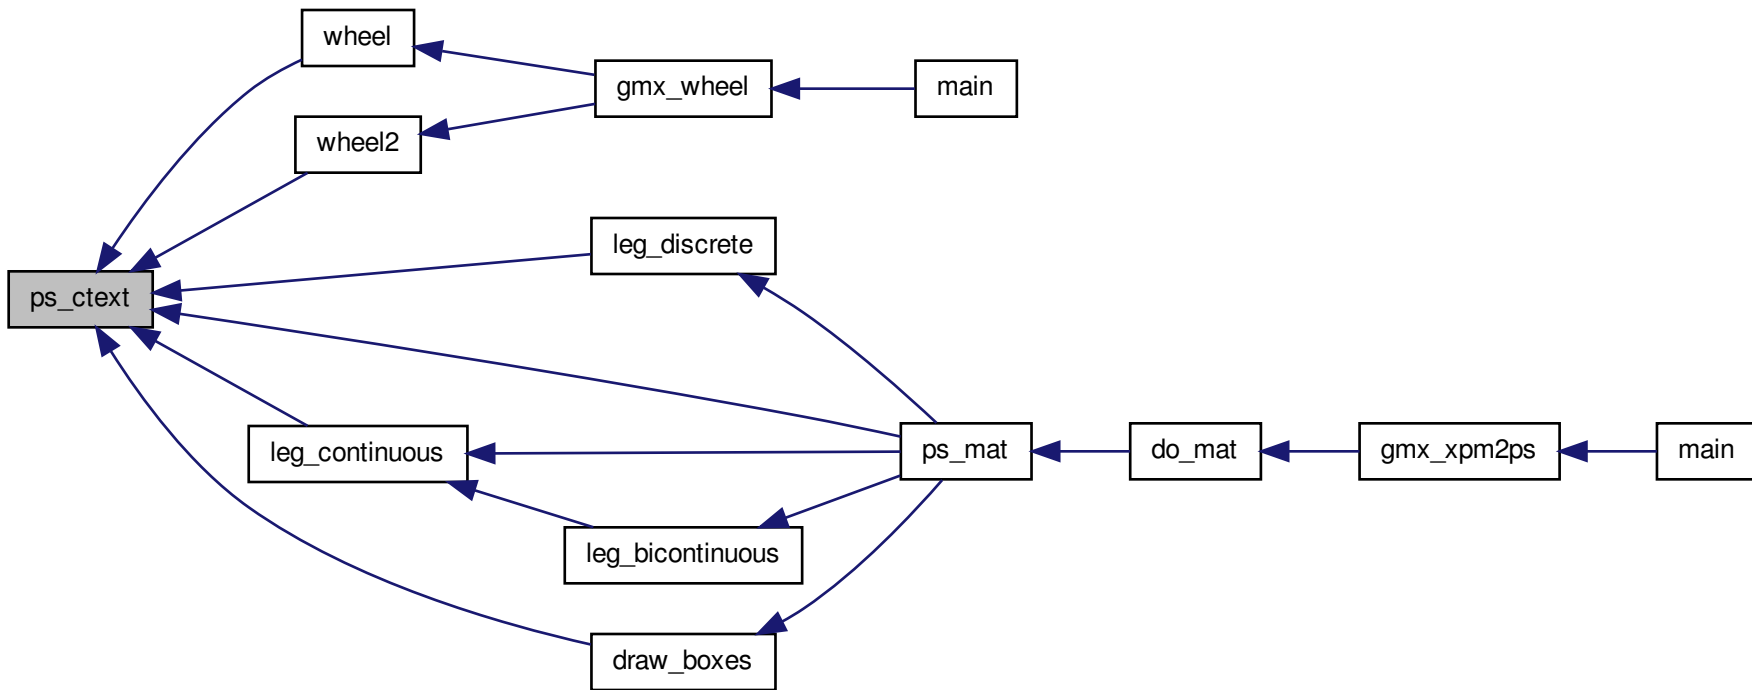 wheel
gmx_wheel
main
wheel2
leg_discrete
ps_ctext
leg_continuous
ps_mat
do_mat
gmx_xpm2ps
main
leg_bicontinuous
draw_boxes